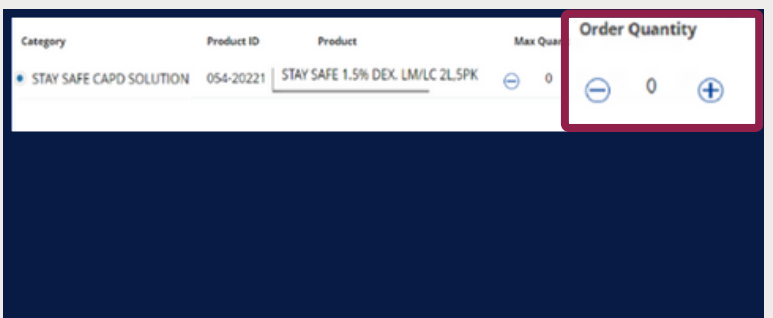 Category Product ID Product Max Quan Order Quantity
STAY SAFE CAPD SOLUTION 054-20221 STAY SAFE 1.5% DEX. LM/LC 2L,5PK 0 0